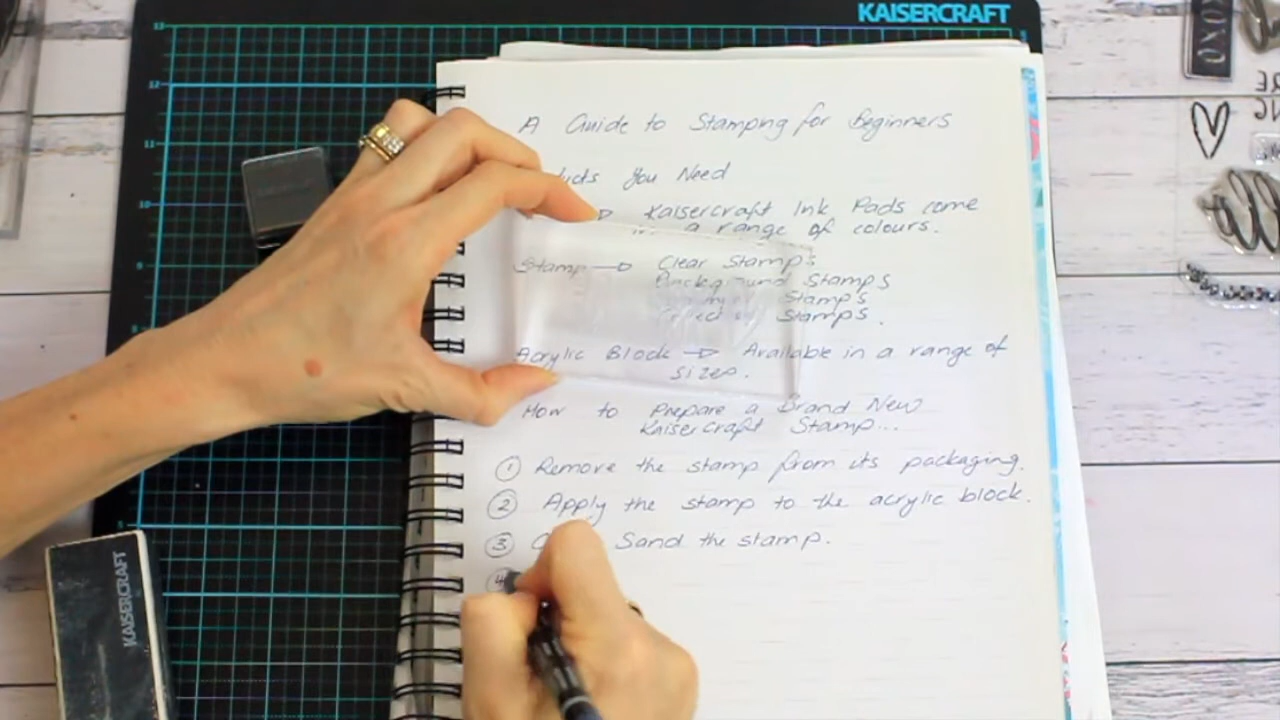 KAISERCRAFT
A Guide to Stamping for Beginners
You Need
Kaisercraft Ink Pads come
a range of colours.
Stamp → Clear Stamps
Background Stamps
Stamps
Stamps.
Acrylic Block → Available in a range of
sizes.
How to Prepare a Brand New
Kaisercraft Stamp...
① Remove the stamp from its packaging.
② Apply the stamp to the acrylic block.
③ Sand the stamp.
④
KAISERCRAFT
XOXO